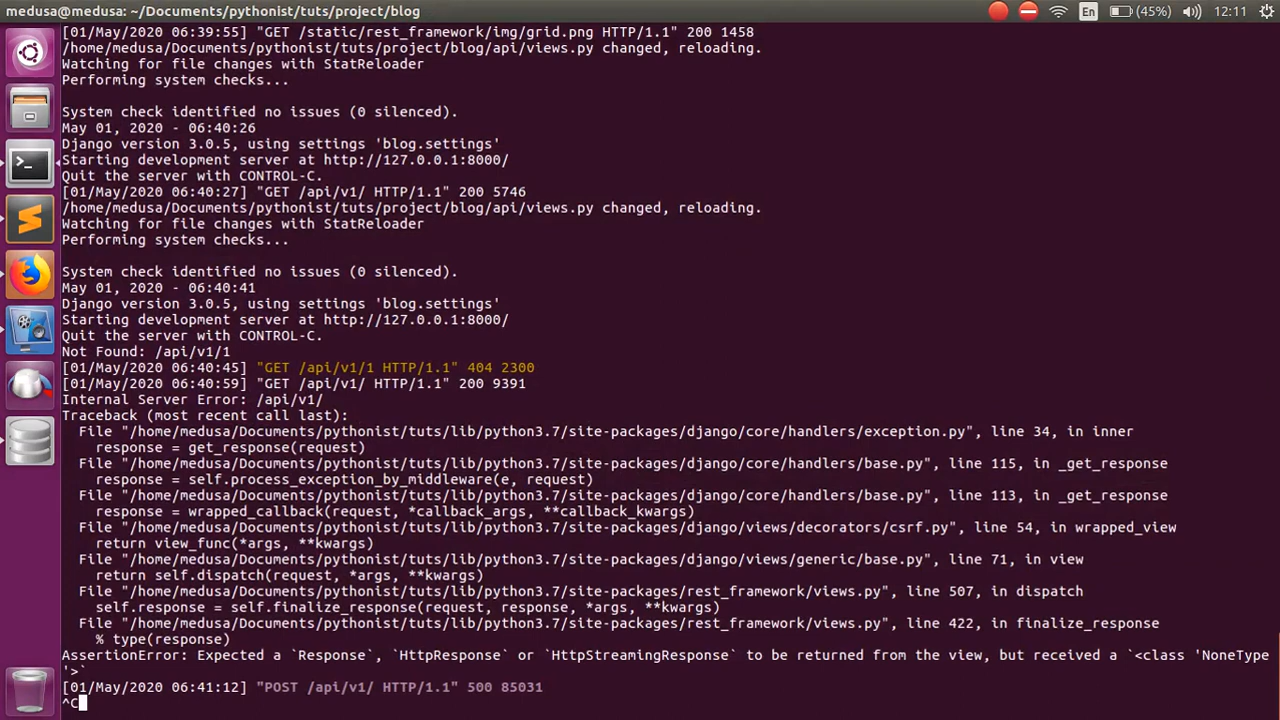 medusa@medusa: ~/Documents/pythonist/tuts/project/blog
En
(45%)
12:11
[01/May/2020 06:39:55] "GET /static/rest_framework/img/grid.png HTTP/1.1" 200 1458
/home/medusa/Documents/pythonist/tuts/project/blog/api/views.py changed, reloading.
Watching for file changes with StatReloader
Performing system checks...
System check identified no issues (0 silenced).
May 01, 2020 - 06:40:26
Django version 3.0.5, using settings 'blog.settings'
Starting development server at http://127.0.0.1:8000/
Quit the server with CONTROL-C.
[01/May/2020 06:40:27] "GET /api/v1/ HTTP/1.1" 200 5746
/home/medusa/Documents/pythonist/tuts/project/blog/api/views.py changed, reloading.
Watching for file changes with StatReloader
Performing system checks...
System check identified no issues (0 silenced).
May 01, 2020 - 06:40:41
Django version 3.0.5, using settings 'blog.settings'
Starting development server at http://127.0.0.1:8000/
Quit the server with CONTROL-C.
Not Found: /api/v1/1
[01/May/2020 06:40:45] "GET /api/v1/1 HTTP/1.1" 404 2300
[01/May/2020 06:40:59] "GET /api/v1/ HTTP/1.1" 200 9391
Internal Server Error: /api/v1/
Traceback (most recent call last):
File "/home/medusa/Documents/pythonist/tuts/lib/python3.7/site-packages/django/core/handlers/exception.py", line 34, in inner
response = get_response(request)
File "/home/medusa/Documents/pythonist/tuts/lib/python3.7/site-packages/django/core/handlers/base.py", line 115, in _get_response
response = self.process_exception_by_middleware(e, request)
File "/home/medusa/Documents/pythonist/tuts/lib/python3.7/site-packages/django/core/handlers/base.py", line 113, in _get_response
response = wrapped_callback(request, *callback_args, **callback_kwargs)
File "/home/medusa/Documents/pythonist/tuts/lib/python3.7/site-packages/django/views/decorators/csrf.py", line 54, in wrapped_view
return view_func(*args, **kwargs)
File "/home/medusa/Documents/pythonist/tuts/lib/python3.7/site-packages/django/views/generic/base.py", line 71, in view
return self.dispatch(request, *args, **kwargs)
File "/home/medusa/Documents/pythonist/tuts/lib/python3.7/site-packages/rest_framework/views.py", line 507, in dispatch
self.response = self.finalize_response(request, response, *args, **kwargs)
File "/home/medusa/Documents/pythonist/tuts/lib/python3.7/site-packages/rest_framework/views.py", line 422, in finalize_response
% type(response)
AssertionError: Expected a `Response`, `HttpResponse` or `HttpStreamingResponse` to be returned from the view, but received a `<class 'NoneType
'>`
[01/May/2020 06:41:12] "POST /api/v1/ HTTP/1.1" 500 85031
^C